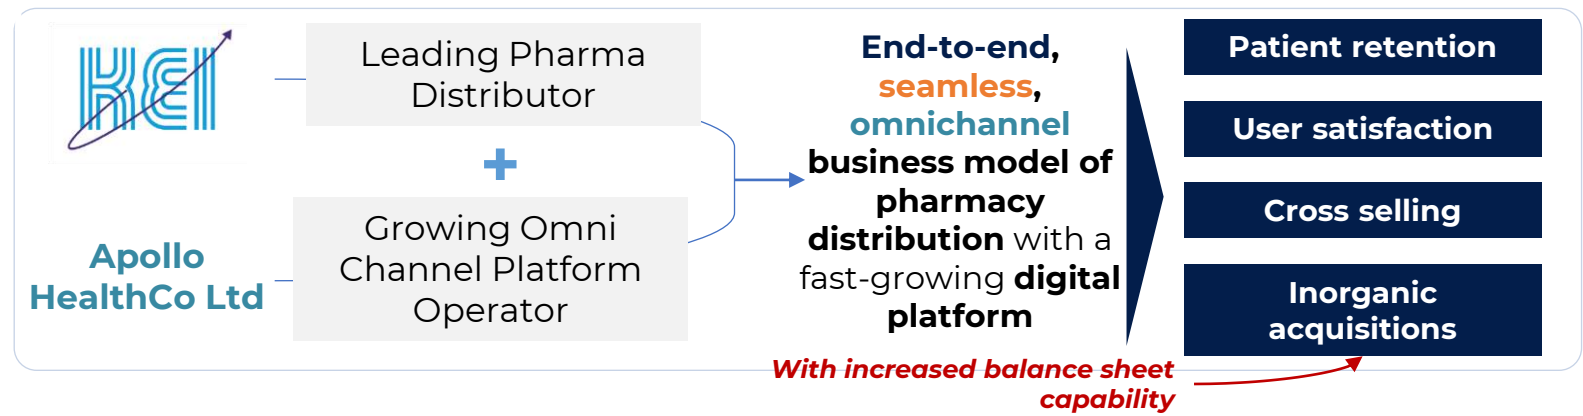 KEI
Leading Pharma
Distributor
+
Apollo
HealthCo Ltd
Growing Omni
Channel Platform
Operator
End-to-end,
seamless,
omnichannel
business model of
pharmacy
distribution with a
fast-growing digital
platform
Patient retention
User satisfaction
Cross selling
Inorganic
acquisitions
With increased balance sheet
capability